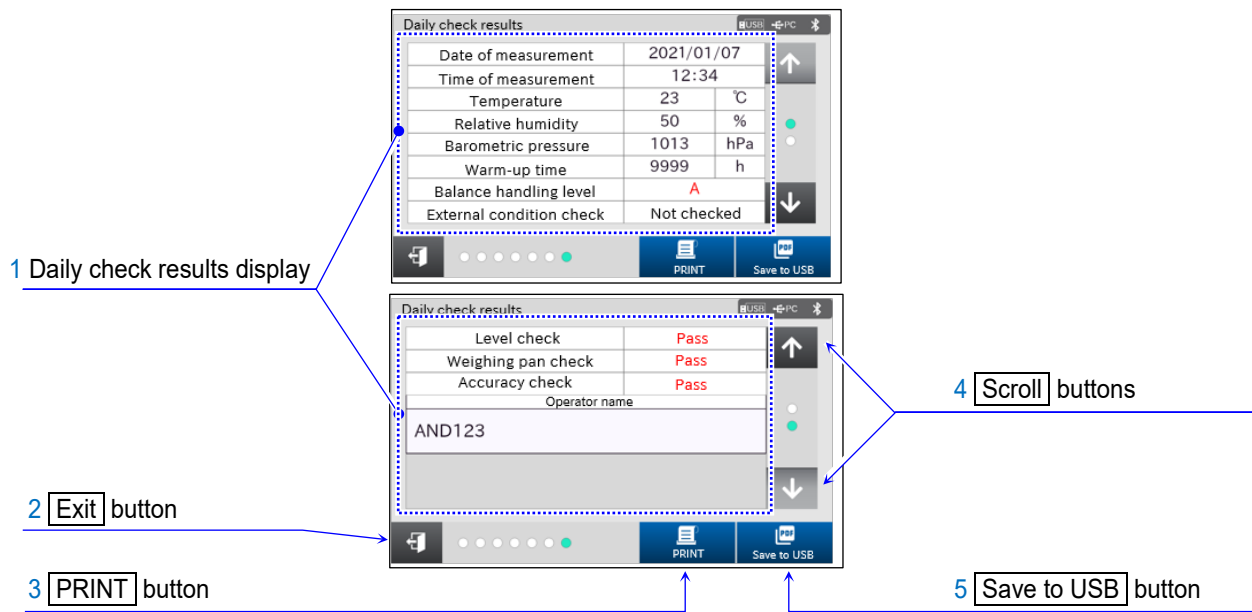 Daily check results USB PC
Date of measurement 2021/01/07
Time of measurement 12:34
Temperature 23 ℃
Relative humidity 50 %
Barometric pressure 1013 hPa
Warm-up time 9999 h
Balance handling level A
External condition check Not checked
PRINT PDF Save to USB
1 Daily check results display
Daily check results USB PC
Level check Pass
Weighing pan check Pass
Accuracy check Pass
Operator name
AND123
4 Scroll buttons
2 Exit button
PRINT PDF Save to USB
3 PRINT button
5 Save to USB button